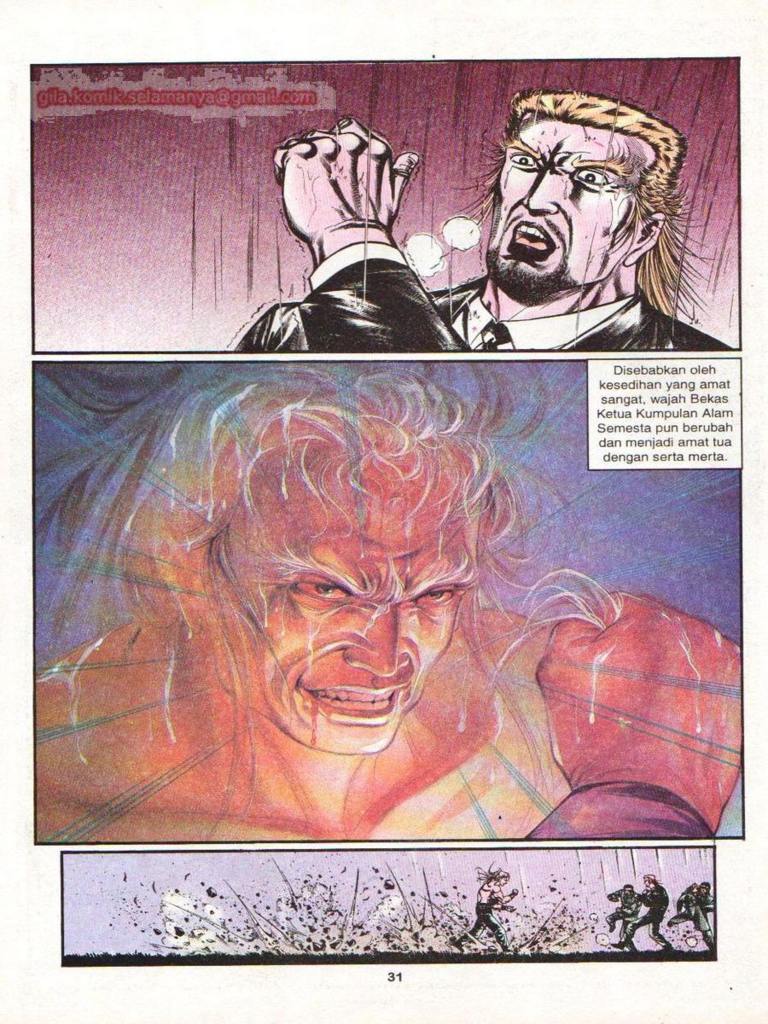 gila.komik.selamanya@gmail.com
Disebabkan oleh
kesedihan yang amat
sangat, wajah Bekas
Ketua Kumpulan Alam
Semesta pun berubah
dan menjadi amat tua
dengan serta merta.
31